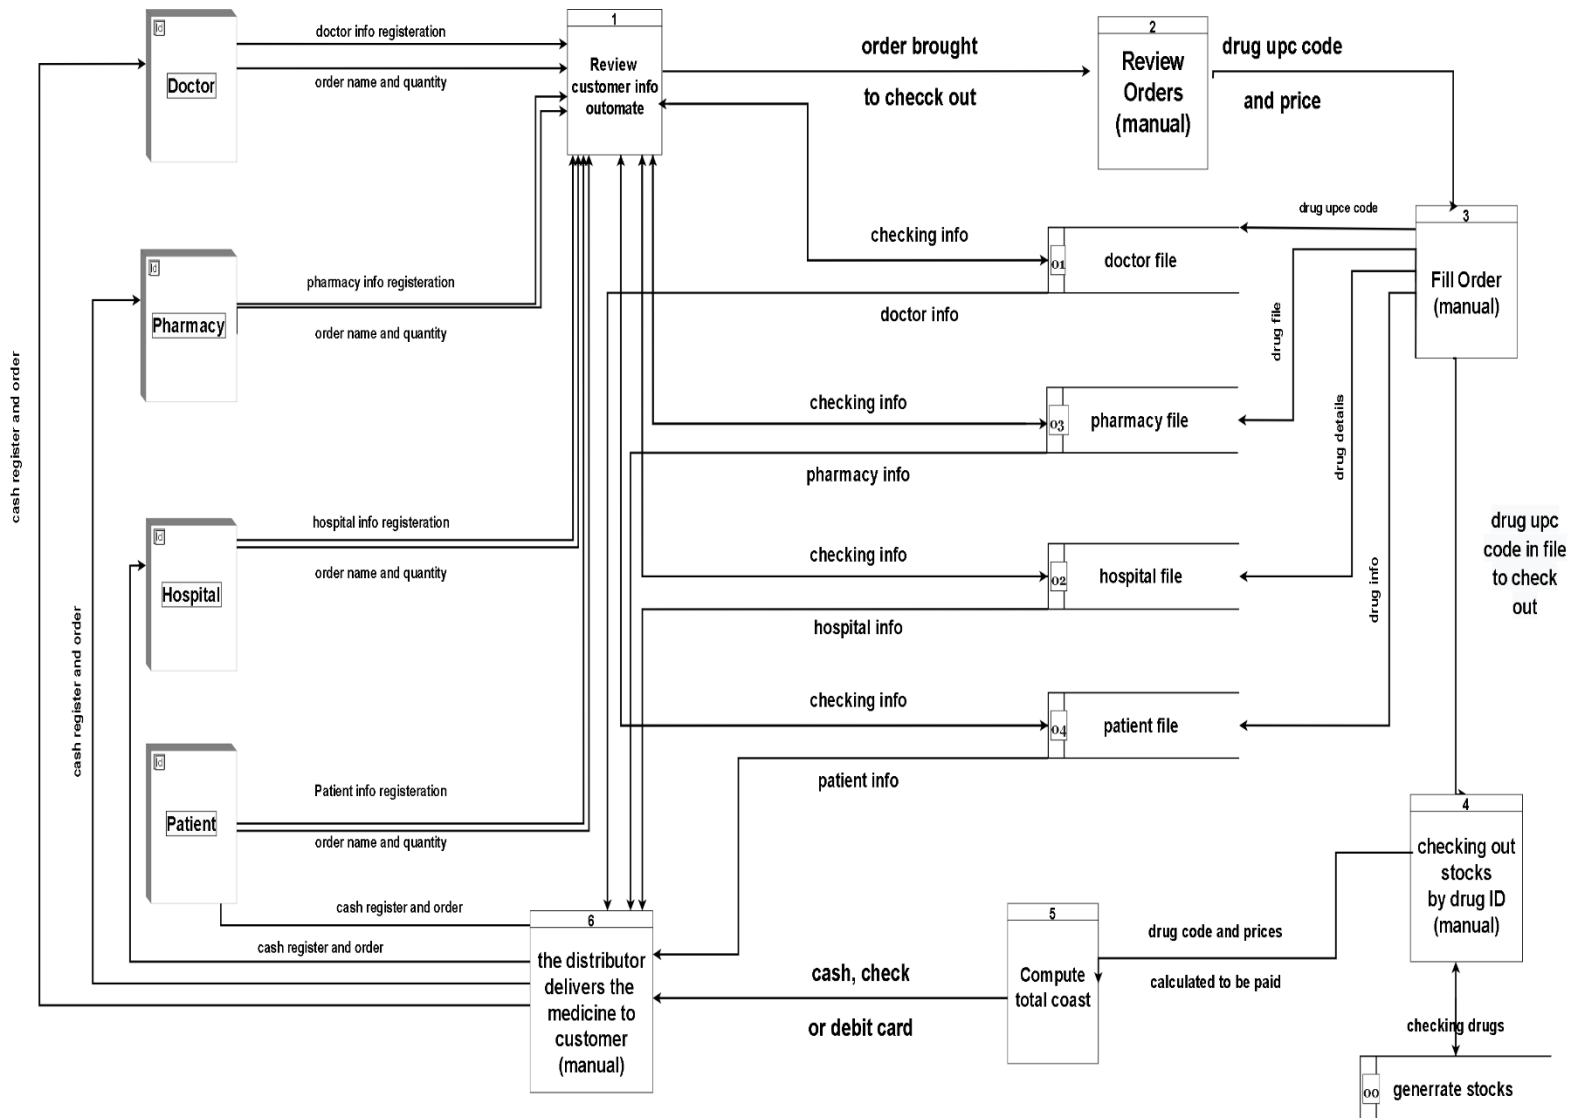 Id
Doctor
doctor info registeration
order name and quantity
1
Review
customer info
outomate
order brought
to checck out
2
Review
Orders
(manual)
drug upc code
and price
3
Fill Order
(manual)
drug upce code
checking info
01
doctor file
doctor info
Id
Pharmacy
pharmacy info registeration
order name and quantity
drug file
checking info
03
pharmacy file
pharmacy info
drug details
cash register and order
Id
Hospital
hospital info registeration
order name and quantity
checking info
02
hospital file
hospital info
drug info
drug upc
code in file
to check
out
cash register and order
Id
Patient
Patient info registeration
order name and quantity
checking info
04
patient file
patient info
4
checking out
stocks
by drug ID
(manual)
cash register and order
cash register and order
6
the distributor
delivers the
medicine to
customer
(manual)
cash, check
or debit card
5
Compute
total coast
drug code and prices
calculated to be paid
checking drugs
00
generrate stocks